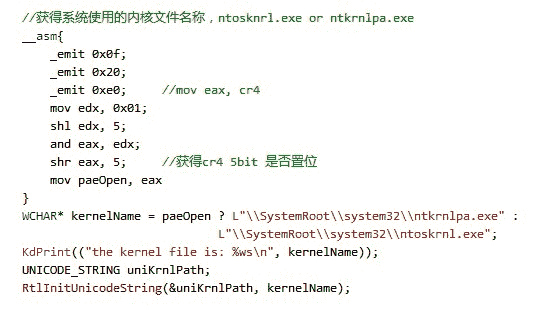 //获得系统使用的内核文件名称，ntosknrl.exe or ntkrnlpa.exe
__asm{
_emit 0x0f;
_emit 0x20;
_emit 0xe0; //mov eax, cr4
mov edx, 0x01;
shl edx, 5;
and eax, edx;
shr eax, 5; //获得cr4 5bit 是否置位
mov paeOpen, eax
}
WCHAR* kernelName = paeOpen ? L"\\SystemRoot\\system32\\ntkrnlpa.exe" :
L"\\SystemRoot\\system32\\ntoskrnl.exe";
KdPrint(("the kernel file is: %ws\n", kernelName));
UNICODE_STRING uniKrnlPath;
RtlInitUnicodeString(&uniKrnlPath, kernelName);